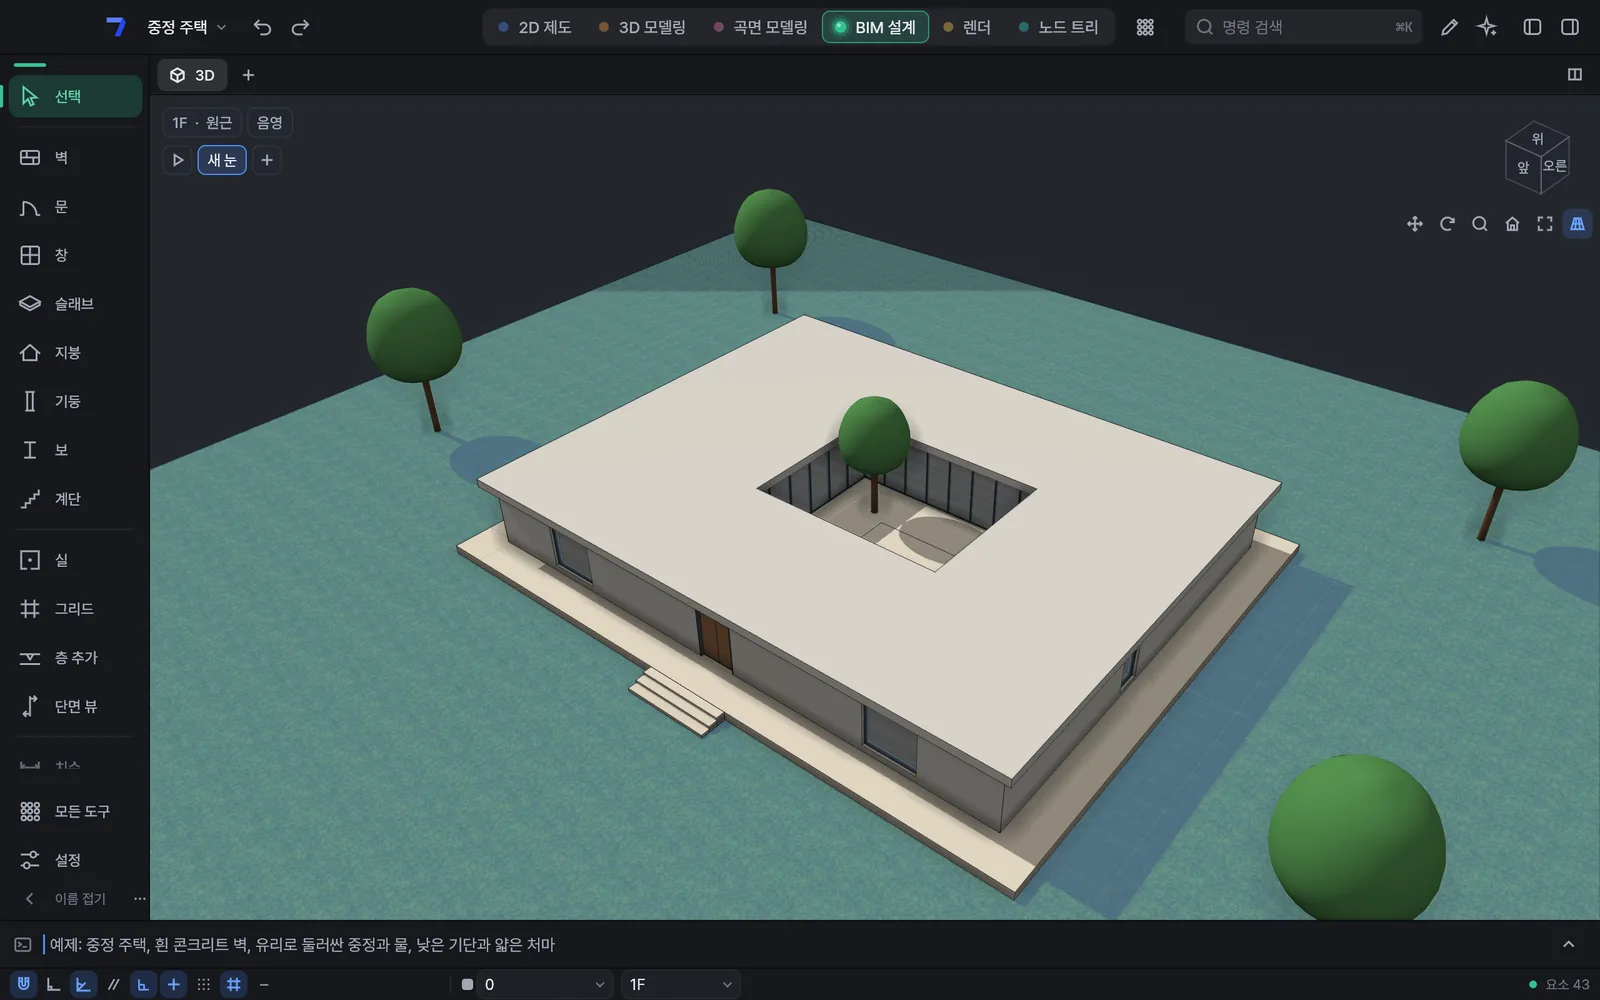 중정 주택
2D 제도
3D 모델링
곡면 모델링
BIM 설계
렌더
노드 트리
명령 검색
⌘K
3D
선택
벽
문
창
슬래브
지붕
기둥
보
계단
실
그리드
층 추가
단면 뷰
치수
모든 도구
설정
이름 접기
1F · 원근
음영
새 눈
위
앞
오른
예제: 중정 주택, 흰 콘크리트 벽, 유리로 둘러싼 중정과 물, 낮은 기단과 얇은 처마
0
1F
요소 43